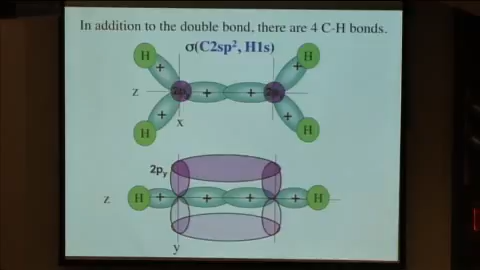 In addition to the double bond, there are 4 C-H bonds.
σ(C2sp², H1s)
H H
+ +
z + +
+ +
x
H H
2p_y
z H + + + + H
y